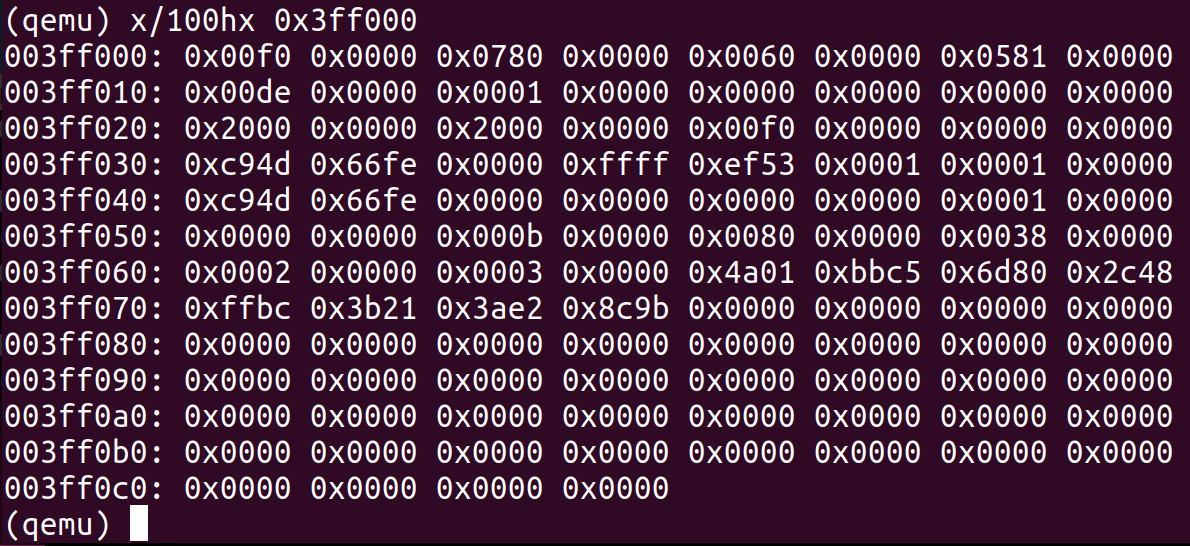 (qemu) x/100hx 0x3ff000
003ff000: 0x00f0 0x0000 0x0780 0x0000 0x0060 0x0000 0x0581 0x0000
003ff010: 0x00de 0x0000 0x0001 0x0000 0x0000 0x0000 0x0000 0x0000
003ff020: 0x2000 0x0000 0x2000 0x0000 0x00f0 0x0000 0x0000 0x0000
003ff030: 0xc94d 0x66fe 0x0000 0xffff 0xef53 0x0001 0x0001 0x0000
003ff040: 0xc94d 0x66fe 0x0000 0x0000 0x0000 0x0000 0x0001 0x0000
003ff050: 0x0000 0x0000 0x000b 0x0000 0x0080 0x0000 0x0038 0x0000
003ff060: 0x0002 0x0000 0x0003 0x0000 0x4a01 0xbbc5 0x6d80 0x2c48
003ff070: 0xffbc 0x3b21 0x3ae2 0x8c9b 0x0000 0x0000 0x0000 0x0000
003ff080: 0x0000 0x0000 0x0000 0x0000 0x0000 0x0000 0x0000 0x0000
003ff090: 0x0000 0x0000 0x0000 0x0000 0x0000 0x0000 0x0000 0x0000
003ff0a0: 0x0000 0x0000 0x0000 0x0000 0x0000 0x0000 0x0000 0x0000
003ff0b0: 0x0000 0x0000 0x0000 0x0000 0x0000 0x0000 0x0000 0x0000
003ff0c0: 0x0000 0x0000 0x0000 0x0000
(qemu)